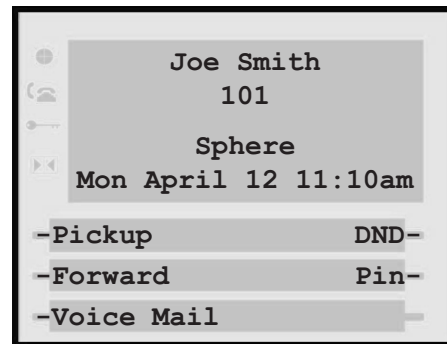 Joe Smith
101
Sphere
Mon April 12 11:10am
-Pickup DND-
-Forward Pin-
-Voice Mail